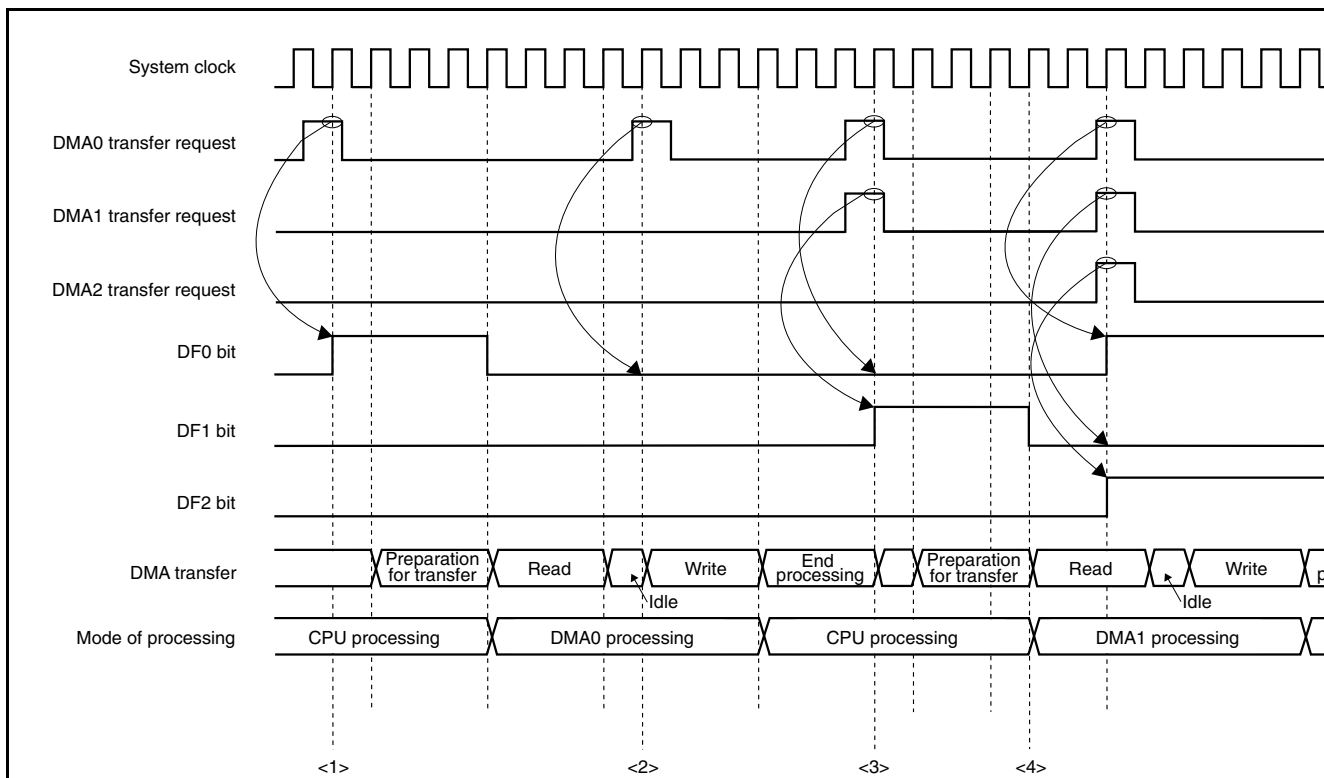 System clock
DMA0 transfer request
DMA1 transfer request
DMA2 transfer request
DF0 bit
DF1 bit
DF2 bit
DMA transfer
Preparation
for transfer
Read
Idle
Write
End
processing
Preparation
for transfer
Read
Idle
Write
p
Mode of processing
CPU processing
DMA0 processing
CPU processing
DMA1 processing
<1>
<2>
<3>
<4>